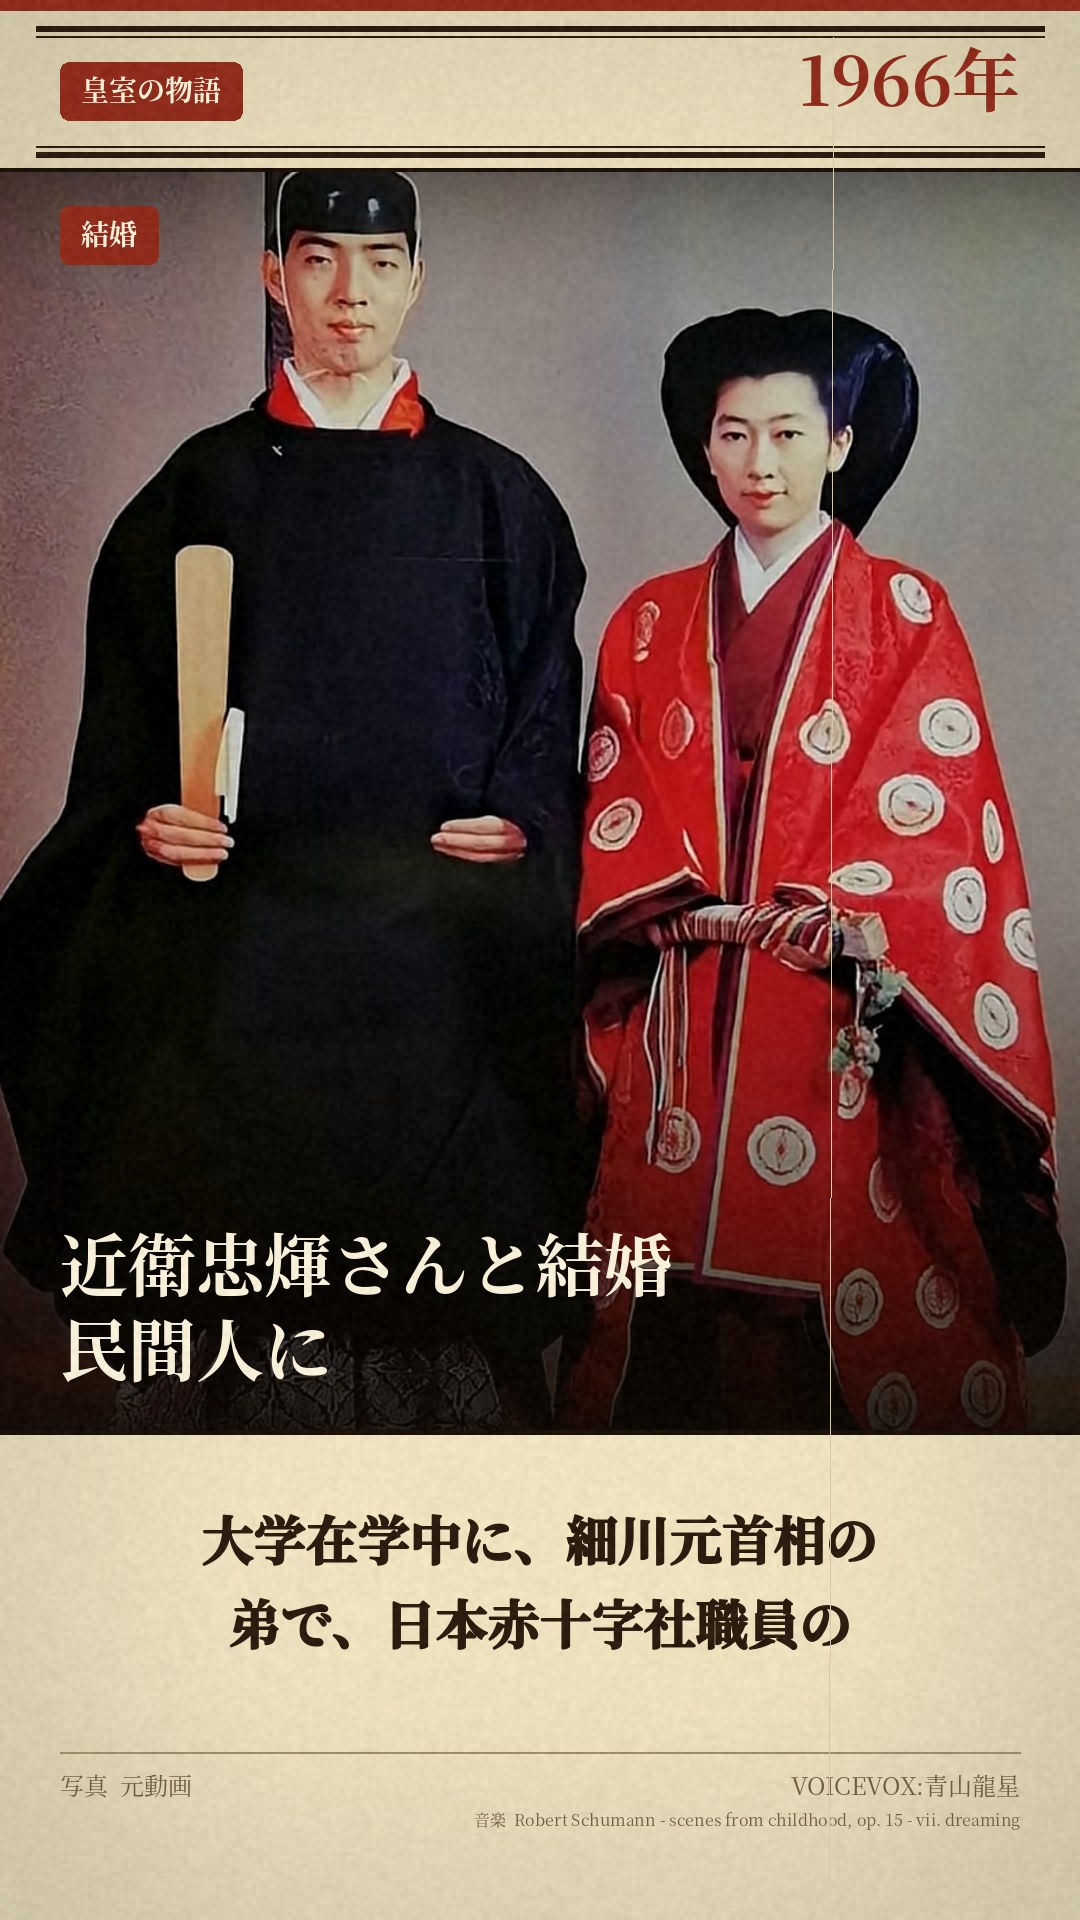 皇室の物語
1966年
結婚
近衛忠輝さんと結婚
民間人に
大学在学中に、細川元首相の
弟で、日本赤十字社職員の
写真 元動画
VOICEVOX:青山龍星
音楽 Robert Schumann - scenes from childhood, op. 15 - vii. dreaming